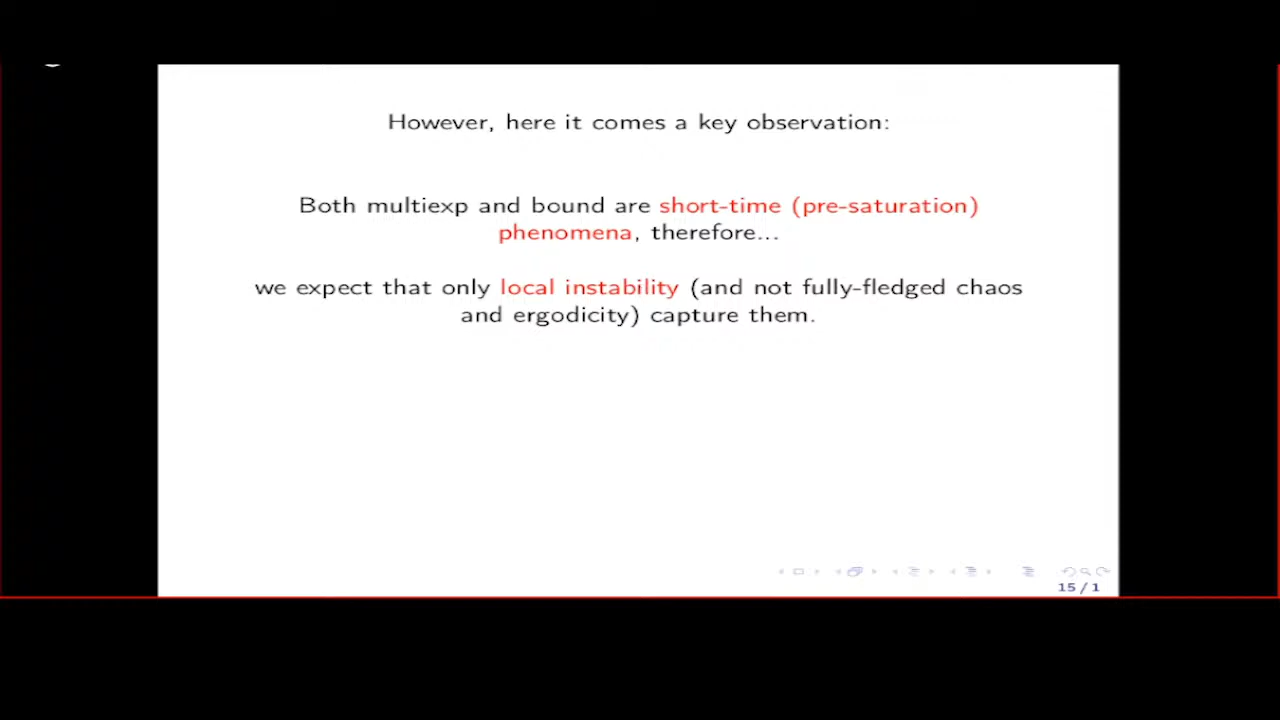 However, here it comes a key observation:
Both multiexp and bound are short-time (pre-saturation)
phenomena, therefore...
we expect that only local instability (and not fully-fledged chaos
and ergodicity) capture them.
15 / 1